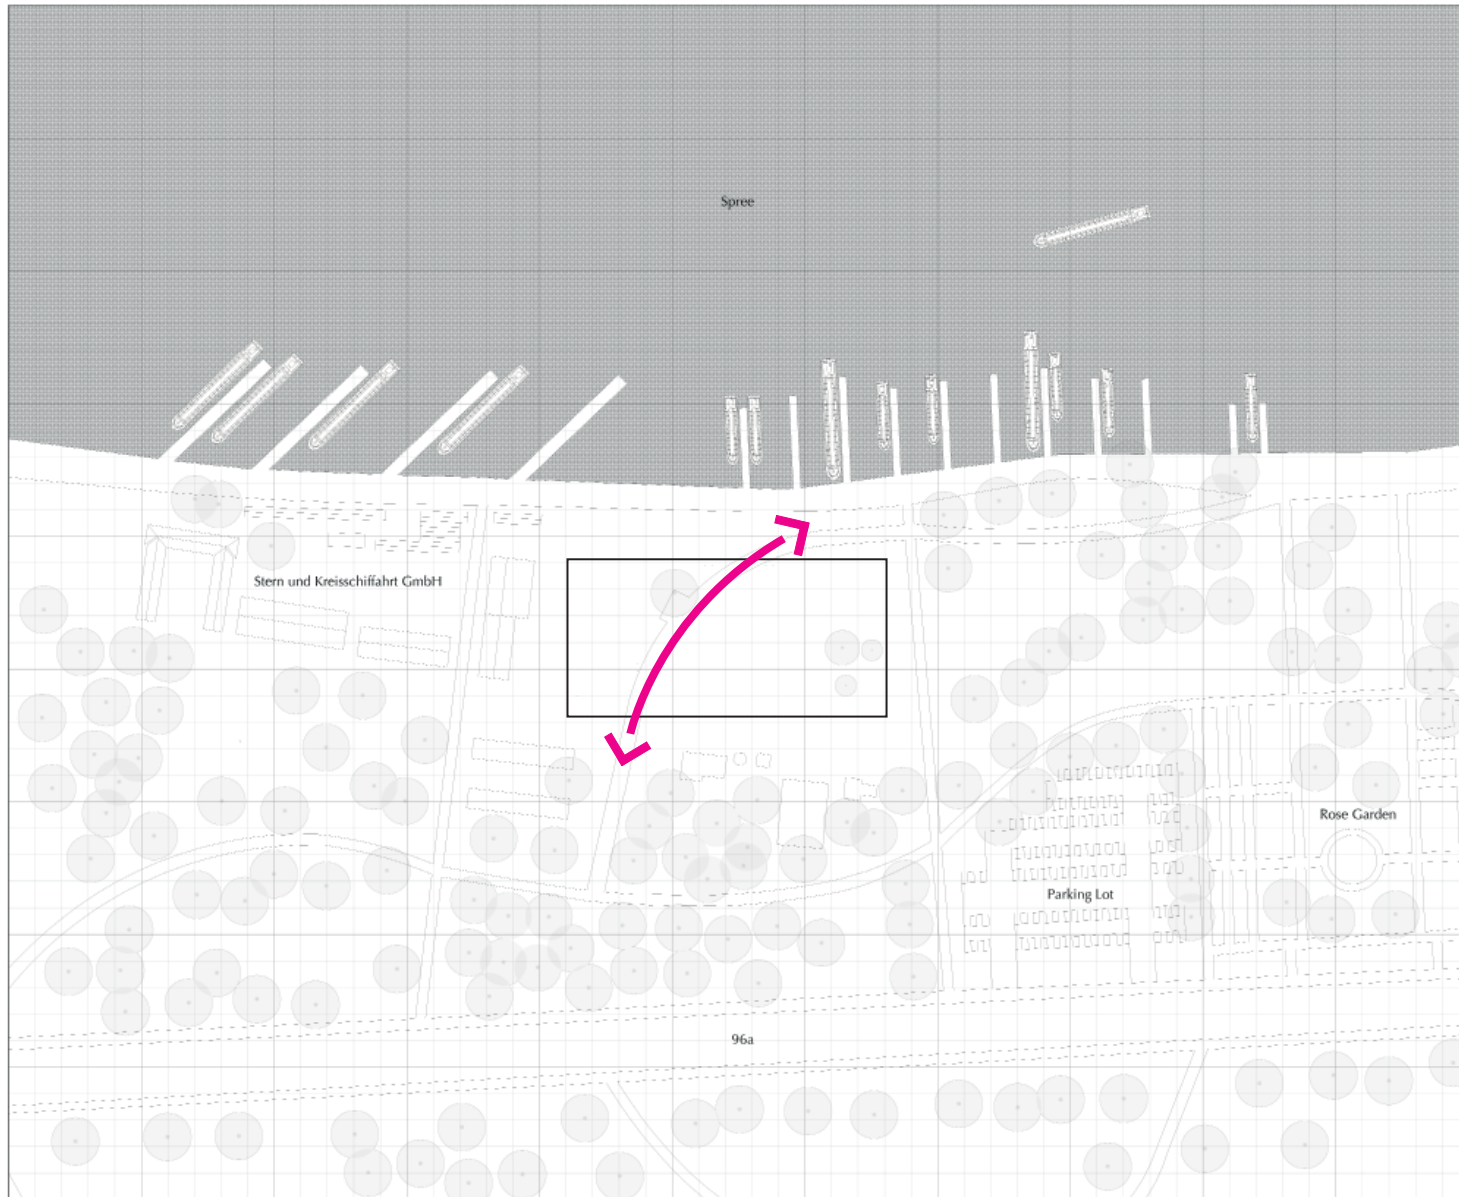 Spree
Stern und Kreisschiffahrt GmbH
Rose Garden
Parking Lot
96a